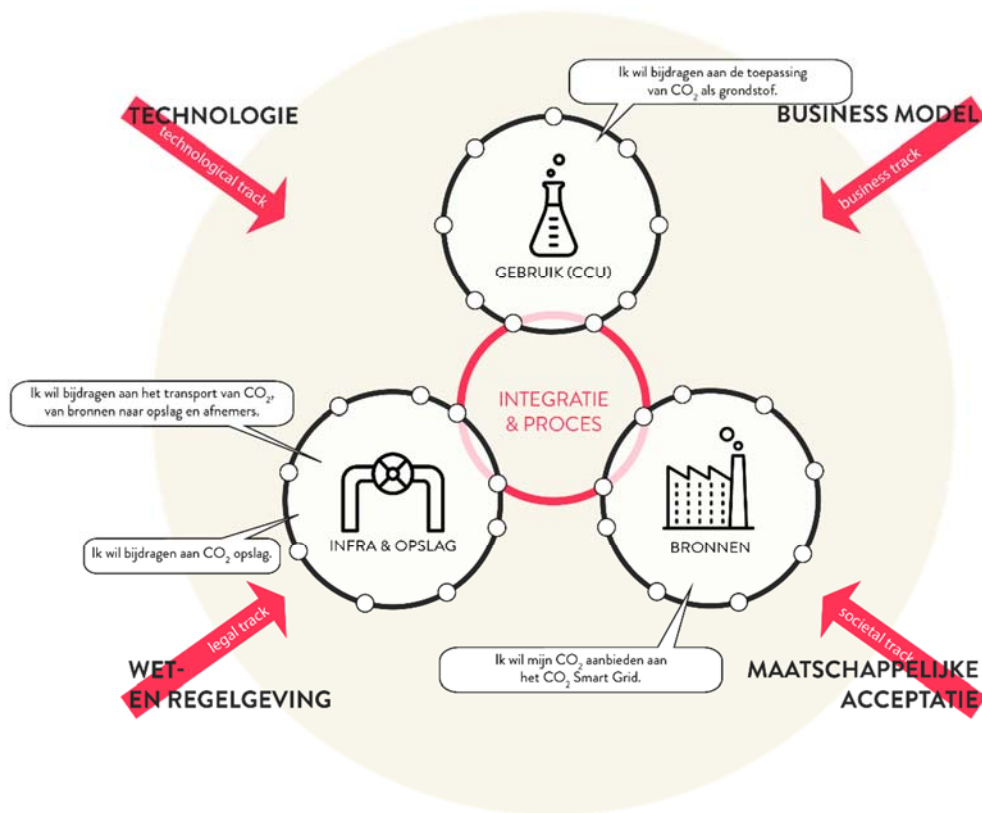 Ik wil bijdragen aan de toepassing
van CO₂ als grondstof.
TECHNOLOGIE
technological track
BUSINESS MODEL
business track
GEBRUIK (CCU)
INTEGRATIE
& PROCES
Ik wil bijdragen aan het transport van CO₂,
van bronnen naar opslag en afnemers.
INFRA & OPSLAG
Ik wil bijdragen aan CO₂ opslag.
BRONNEN
Ik wil mijn CO₂ aanbieden aan
het CO₂ Smart Grid.
legal track
WET-
EN REGELGEVING
societal track
MAATSCHAPPELIJKE
ACCEPTATIE